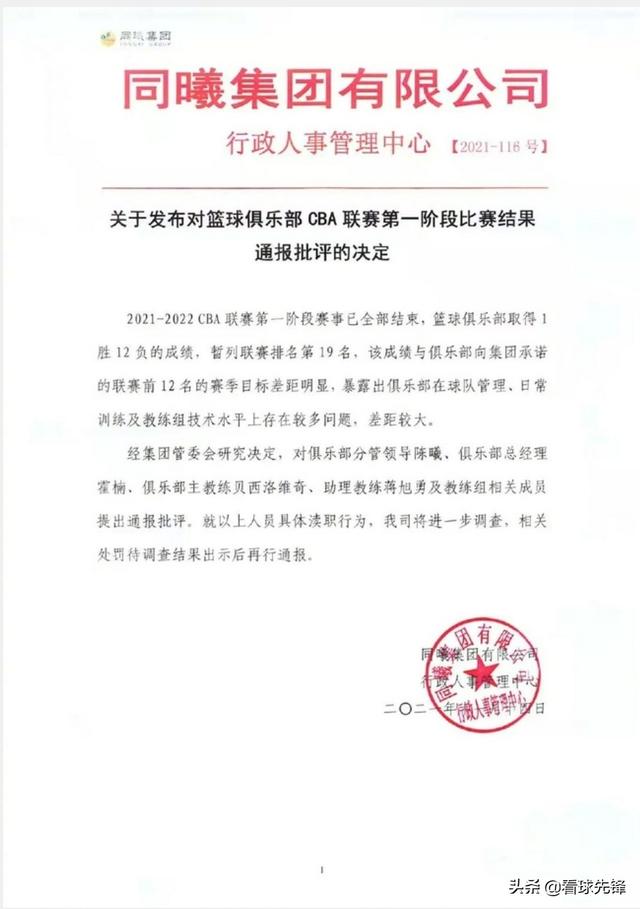 同曦集团
TONGXI GROUP
同曦集团有限公司
行政人事管理中心 【2021-116号】
关于发布对篮球俱乐部 CBA 联赛第一阶段比赛结果
通报批评的决定
2021-2022 CBA 联赛第一阶段赛事已全部结束，篮球俱乐部取得 1
胜 12 负的成绩，暂列联赛排名第 19 名，该成绩与俱乐部向集团承诺
的联赛前 12 名的赛季目标差距明显，暴露出俱乐部在球队管理、日常
训练及教练组技术水平上存在较多问题，差距较大。
经集团管委会研究决定，对俱乐部分管领导陈曦、俱乐部总经理
霍楠、俱乐部主教练贝西洛维奇、助理教练蒋旭勇及教练组相关成员
提出通报批评。就以上人员具体渎职行为，我司将进一步调查，相关
处罚待调查结果出示后再行通报。
同曦集团有限公司
行政人事管理中心
二〇二一年 四日
同曦集团有限公司
行政人事管理中心
1
头条 @看球先锋